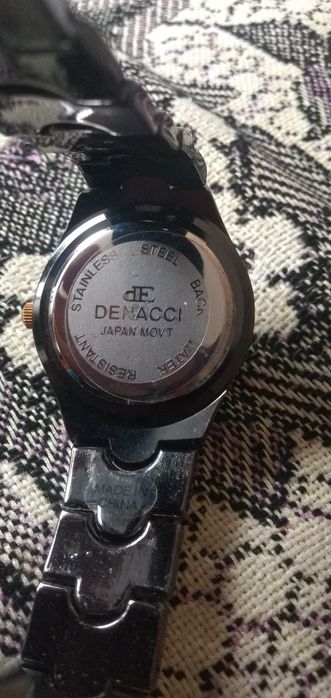 STAINLESS STEEL BACK WATER RESISTANT
dE
DENACCI
JAPAN MOVT
MADE IN
CHINA